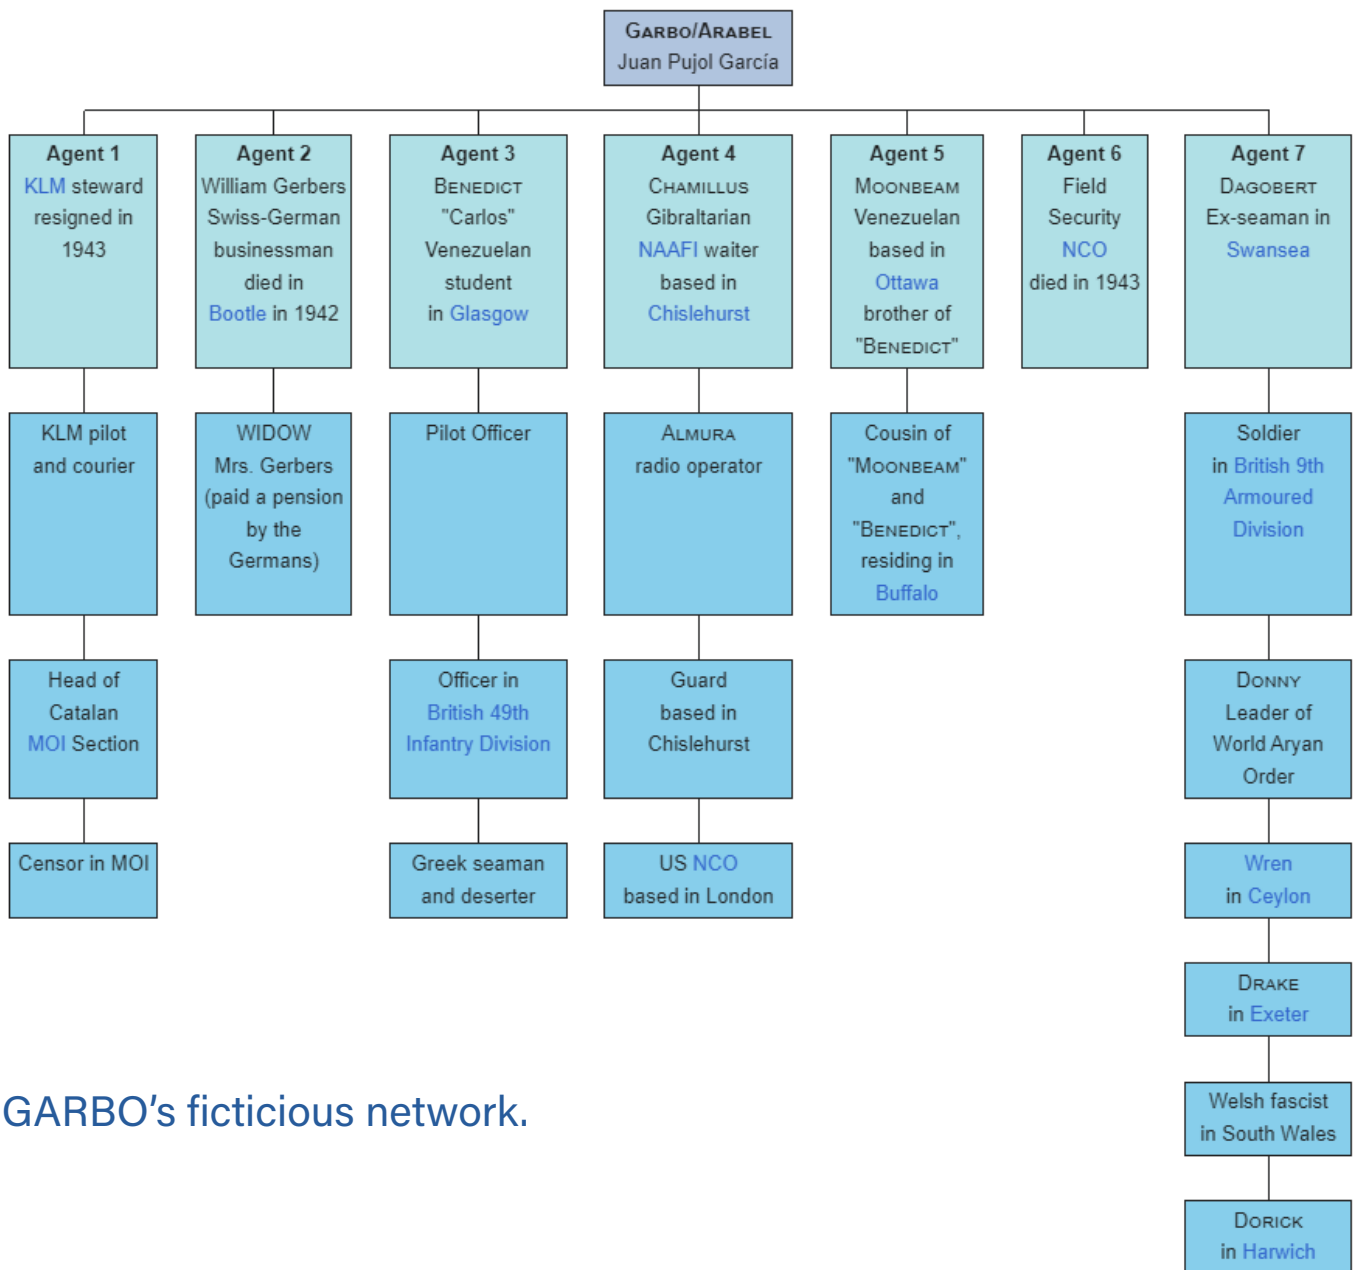 GARBO/ARABEL
Juan Pujol García
Agent 1
KLM steward
resigned in
1943
Agent 2
William Gerbers
Swiss-German
businessman
died in
Bootle in 1942
Agent 3
BENEDICT
"Carlos"
Venezuelan
student
in Glasgow
Agent 4
CHAMILLUS
Gibraltarian
NAAFI waiter
based in
Chislehurst
Agent 5
MOONBEAM
Venezuelan
based in
Ottawa
brother of
"BENEDICT"
Agent 6
Field
Security
NCO
died in 1943
Agent 7
DAGOBERT
Ex-seaman in
Swansea
KLM pilot
and courier
WIDOW
Mrs. Gerbers
(paid a pension
by the
Germans)
Pilot Officer
ALMURA
radio operator
Cousin of
"MOONBEAM"
and
"BENEDICT",
residing in
Buffalo
Soldier
in British 9th
Armoured
Division
Head of
Catalan
MOI Section
Officer in
British 49th
Infantry Division
Guard
based in
Chislehurst
DONNY
Leader of
World Aryan
Order
Censor in MOI
Greek seaman
and deserter
US NCO
based in London
Wren
in Ceylon
DRAKE
in Exeter
Welsh fascist
in South Wales
DORICK
in Harwich
GARBO's ficticious network.